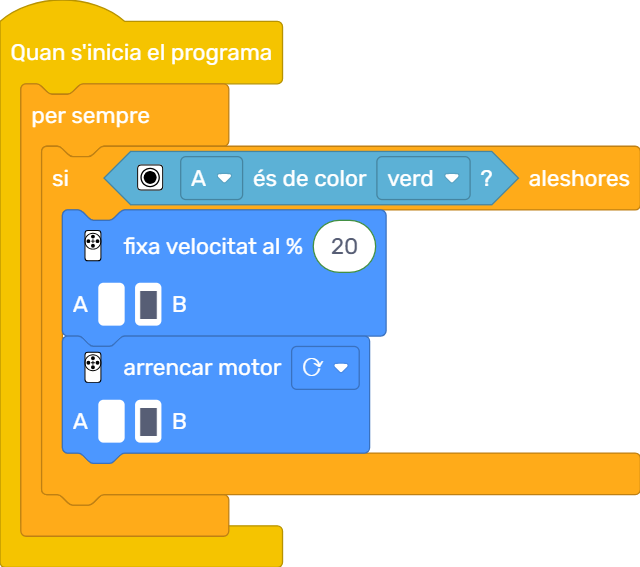 Quan s'inicia el programa
per sempre
si A és de color verd ? aleshores
fixa velocitat al % 20
A B
arrencar motor
A B